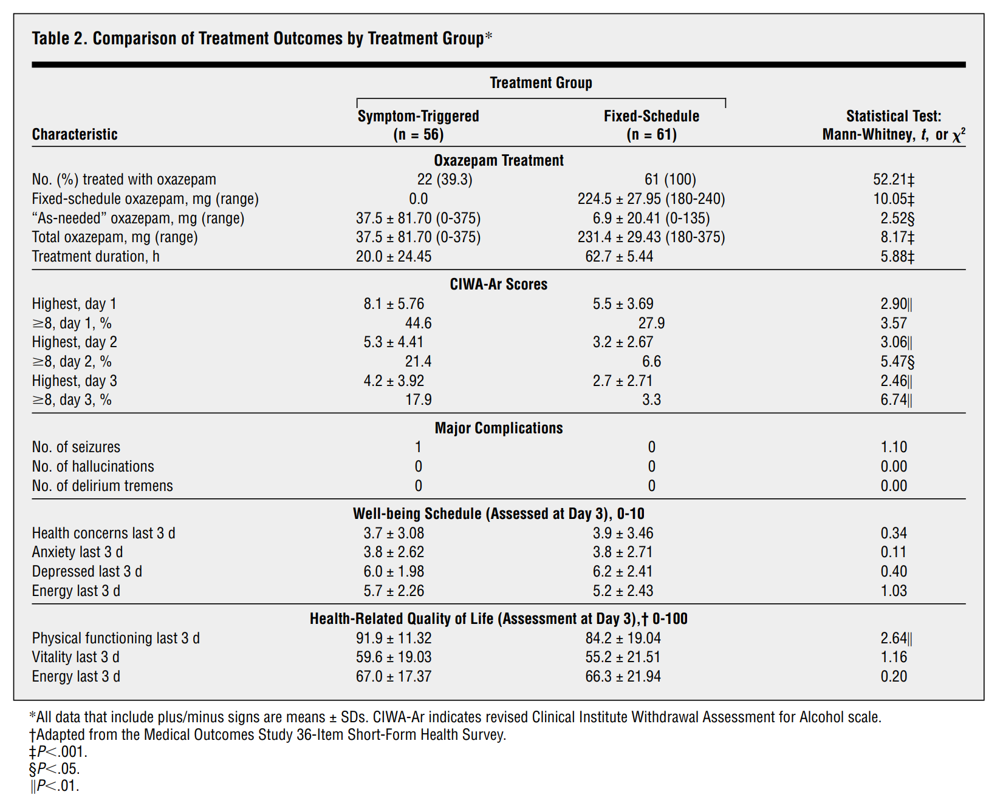 Table 2. Comparison of Treatment Outcomes by Treatment Group*
Treatment Group
Symptom-Triggered Fixed-Schedule Statistical Test:
Characteristic (n = 56) (n = 61) Mann-Whitney, t, or χ²
Oxazepam Treatment
No. (%) treated with oxazepam 22 (39.3) 61 (100) 52.21‡
Fixed-schedule oxazepam, mg (range) 0.0 224.5 ± 27.95 (180-240) 10.05‡
“As-needed” oxazepam, mg (range) 37.5 ± 81.70 (0-375) 6.9 ± 20.41 (0-135) 2.52§
Total oxazepam, mg (range) 37.5 ± 81.70 (0-375) 231.4 ± 29.43 (180-375) 8.17‡
Treatment duration, h 20.0 ± 24.45 62.7 ± 5.44 5.88‡
CIWA-Ar Scores
Highest, day 1 8.1 ± 5.76 5.5 ± 3.69 2.90‖
≥8, day 1, % 44.6 27.9 3.57
Highest, day 2 5.3 ± 4.41 3.2 ± 2.67 3.06‖
≥8, day 2, % 21.4 6.6 5.47§
Highest, day 3 4.2 ± 3.92 2.7 ± 2.71 2.46‖
≥8, day 3, % 17.9 3.3 6.74‖
Major Complications
No. of seizures 1 0 1.10
No. of hallucinations 0 0 0.00
No. of delirium tremens 0 0 0.00
Well-being Schedule (Assessed at Day 3), 0-10
Health concerns last 3 d 3.7 ± 3.08 3.9 ± 3.46 0.34
Anxiety last 3 d 3.8 ± 2.62 3.8 ± 2.71 0.11
Depressed last 3 d 6.0 ± 1.98 6.2 ± 2.41 0.40
Energy last 3 d 5.7 ± 2.26 5.2 ± 2.43 1.03
Health-Related Quality of Life (Assessment at Day 3),† 0-100
Physical functioning last 3 d 91.9 ± 11.32 84.2 ± 19.04 2.64‖
Vitality last 3 d 59.6 ± 19.03 55.2 ± 21.51 1.16
Energy last 3 d 67.0 ± 17.37 66.3 ± 21.94 0.20
*All data that include plus/minus signs are means ± SDs. CIWA-Ar indicates revised Clinical Institute Withdrawal Assessment for Alcohol scale.
†Adapted from the Medical Outcomes Study 36-Item Short-Form Health Survey.
‡P<.001.
§P<.05.
‖P<.01.